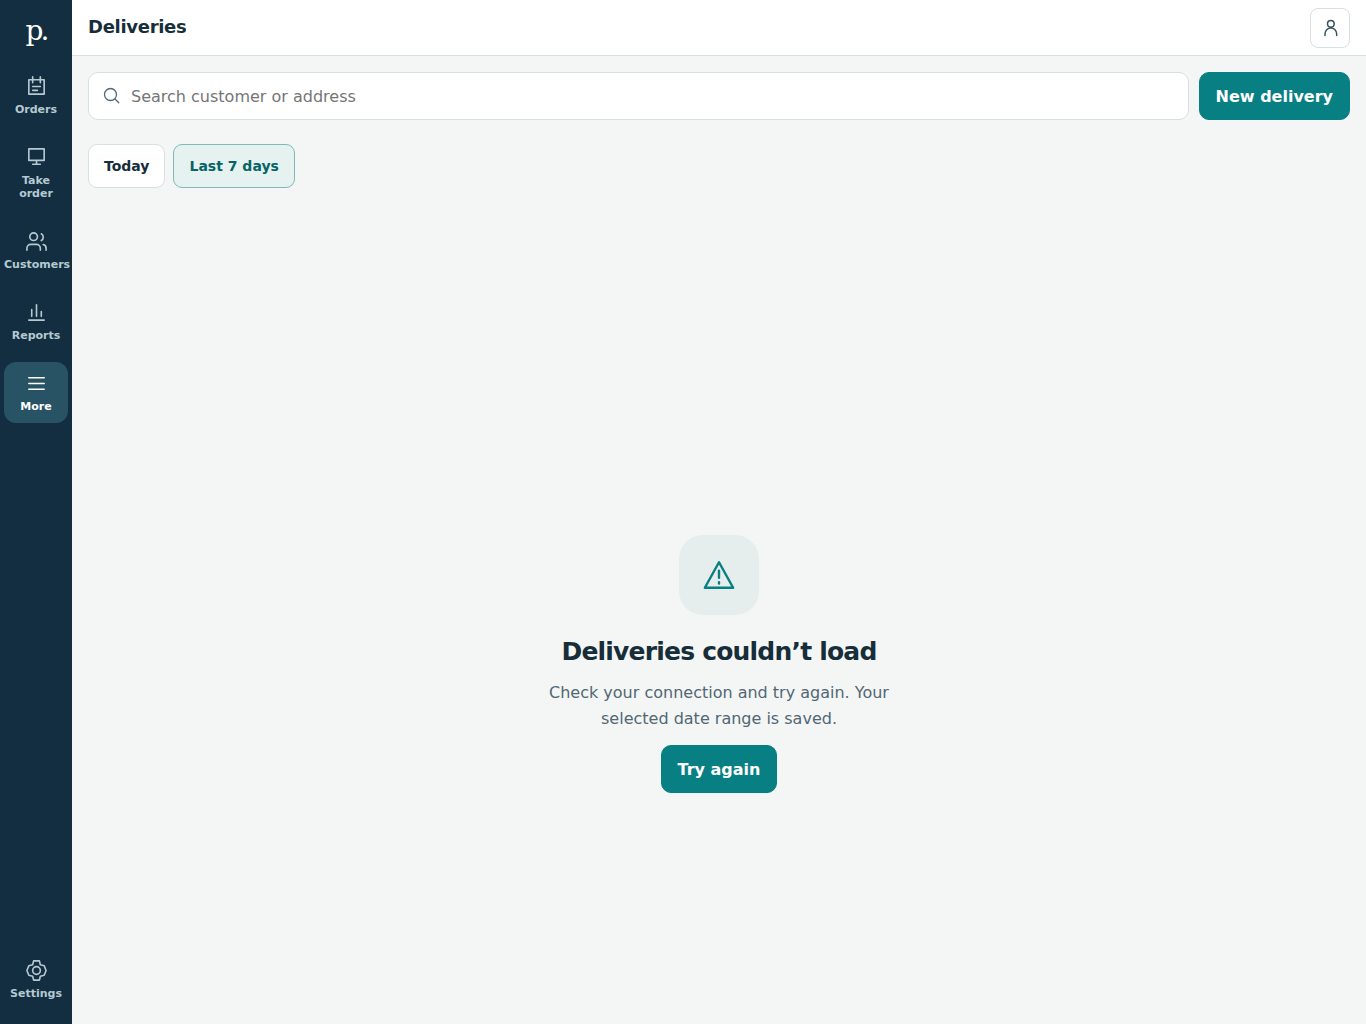 p.
Deliveries
Orders
Take
order
Customers
Reports
More
Settings
Search customer or address
New delivery
Today
Last 7 days
Deliveries couldn’t load
Check your connection and try again. Your
selected date range is saved.
Try again